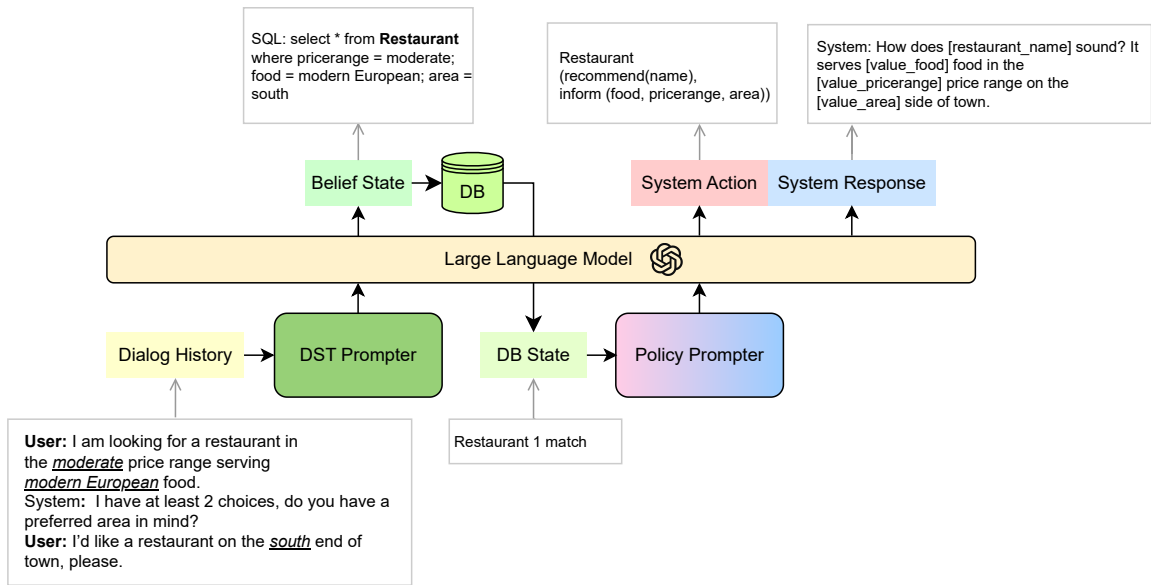 SQL: select * from Restaurant
where pricerange = moderate;
food = modern European; area =
south
Restaurant
(recommend(name),
inform (food, pricerange, area))
System: How does [restaurant_name] sound? It
serves [value_food] food in the
[value_pricerange] price range on the
[value_area] side of town.
Belief State
DB
System Action
System Response
Large Language Model
Dialog History
DST Prompter
DB State
Policy Prompter
User: I am looking for a restaurant in
the moderate price range serving
modern European food.
System: I have at least 2 choices, do you have a
preferred area in mind?
User: I'd like a restaurant on the south end of
town, please.
Restaurant 1 match